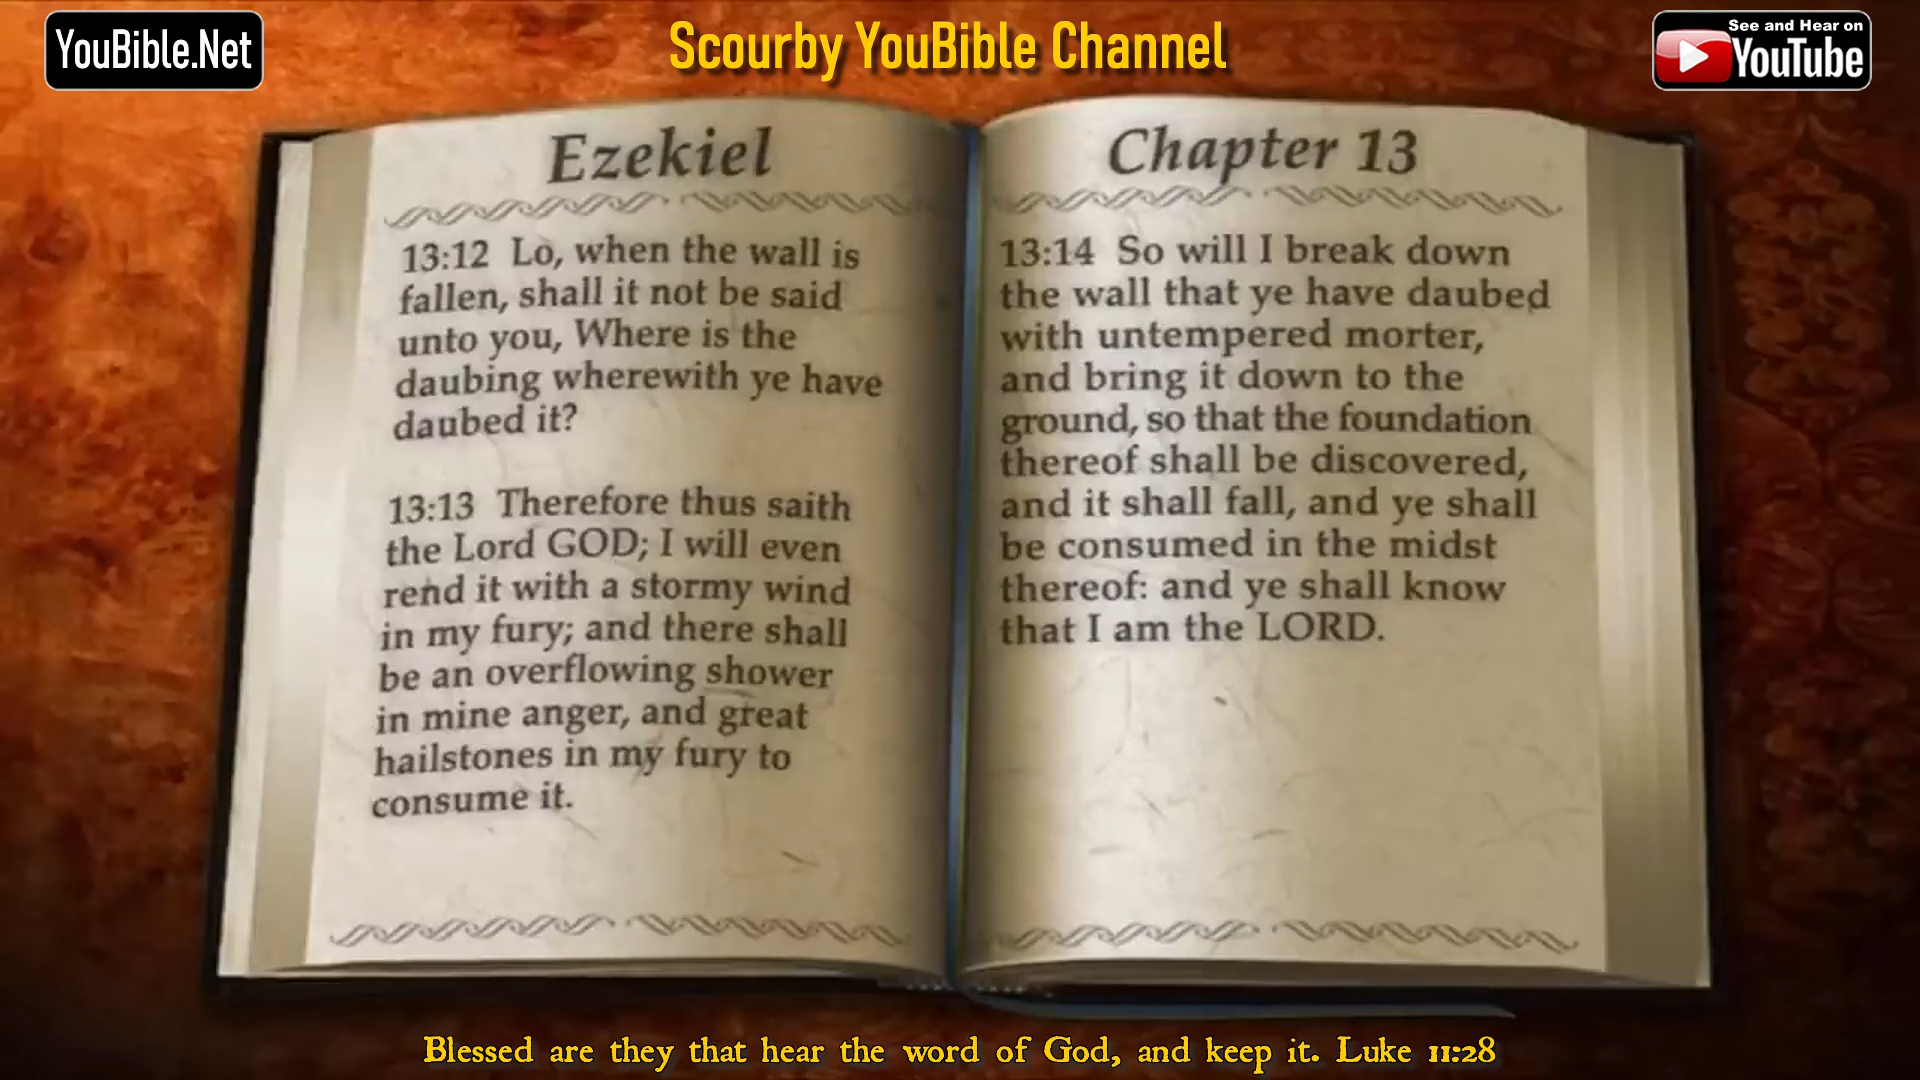 YouBible.Net
Scourby YouBible Channel
See and Hear on
YouTube
Ezekiel
13:12 Lo, when the wall is
fallen, shall it not be said
unto you, Where is the
daubing wherewith ye have
daubed it?
13:13 Therefore thus saith
the Lord GOD; I will even
rend it with a stormy wind
in my fury; and there shall
be an overflowing shower
in mine anger, and great
hailstones in my fury to
consume it.
Chapter 13
13:14 So will I break down
the wall that ye have daubed
with untempered morter,
and bring it down to the
ground, so that the foundation
thereof shall be discovered,
and it shall fall, and ye shall
be consumed in the midst
thereof: and ye shall know
that I am the LORD.
Blessed are they that hear the word of God, and keep it. Luke 11:28